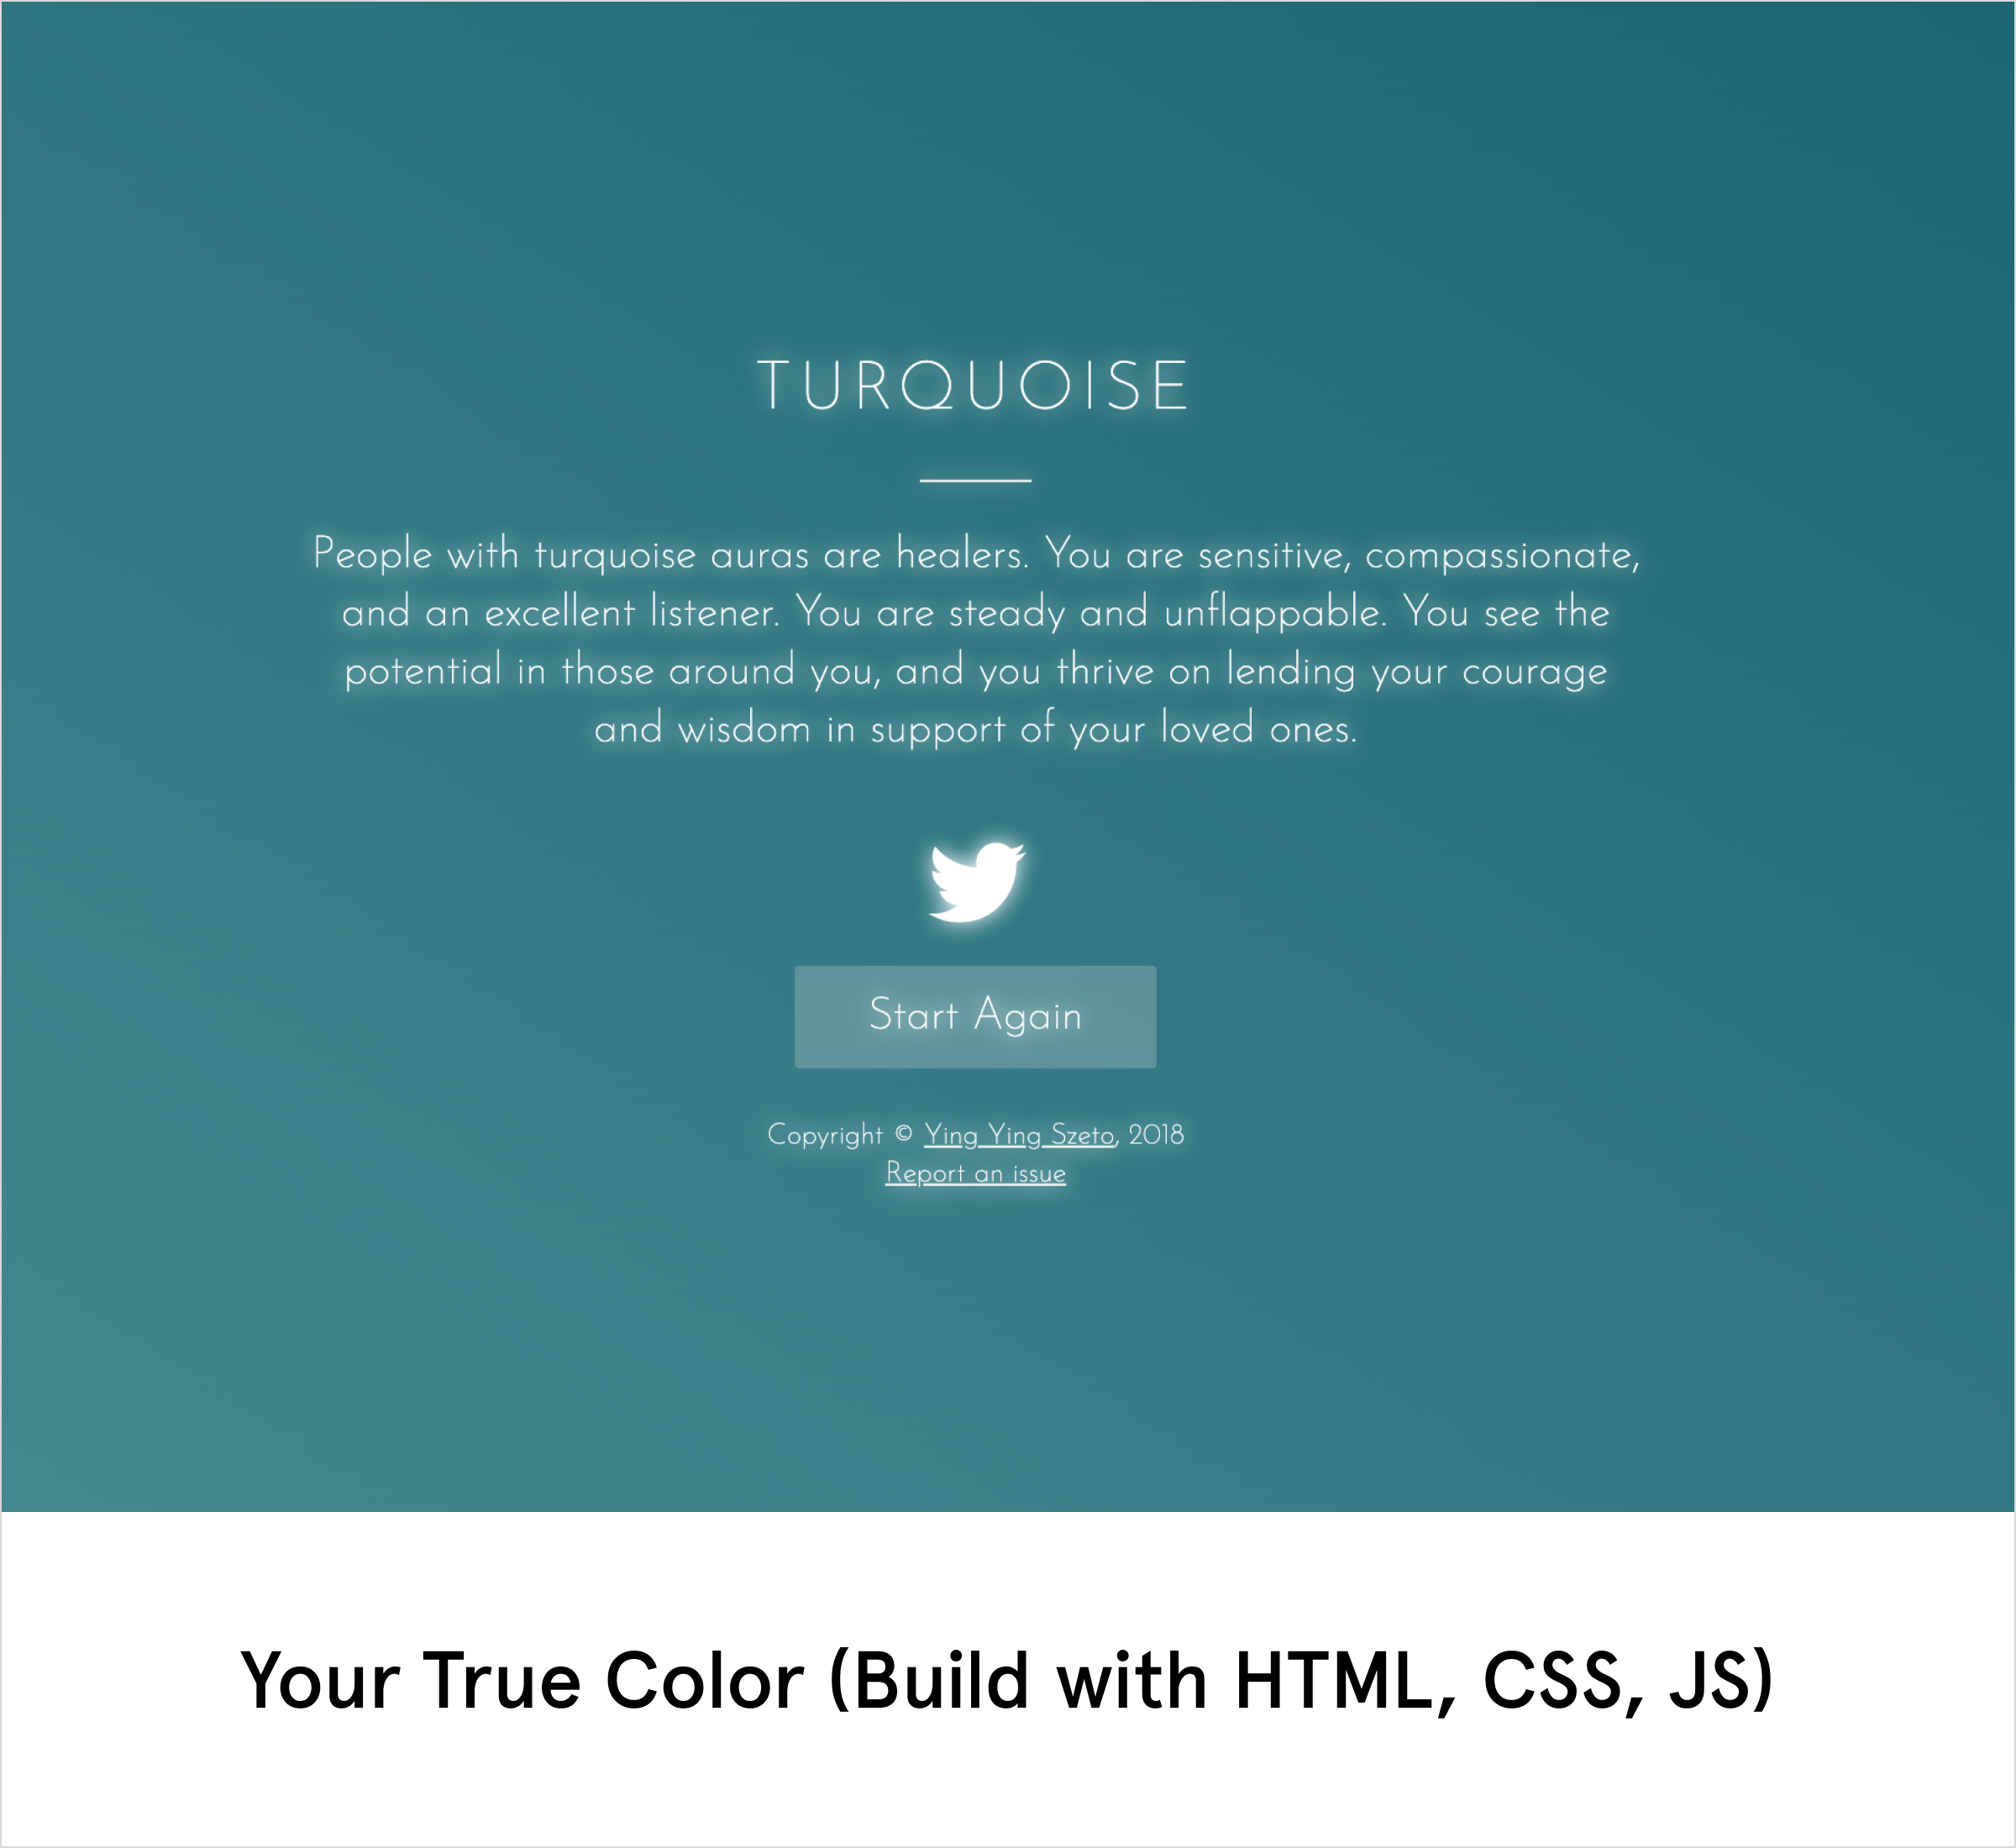 TURQUOISE
People with turquoise auras are healers. You are sensitive, compassionate,
and an excellent listener. You are steady and unflappable. You see the
potential in those around you, and you thrive on lending your courage
and wisdom in support of your loved ones.
Start Again
Copyright © Ying Ying Szeto, 2018
Report an issue
Your True Color (Build with HTML, CSS, JS)